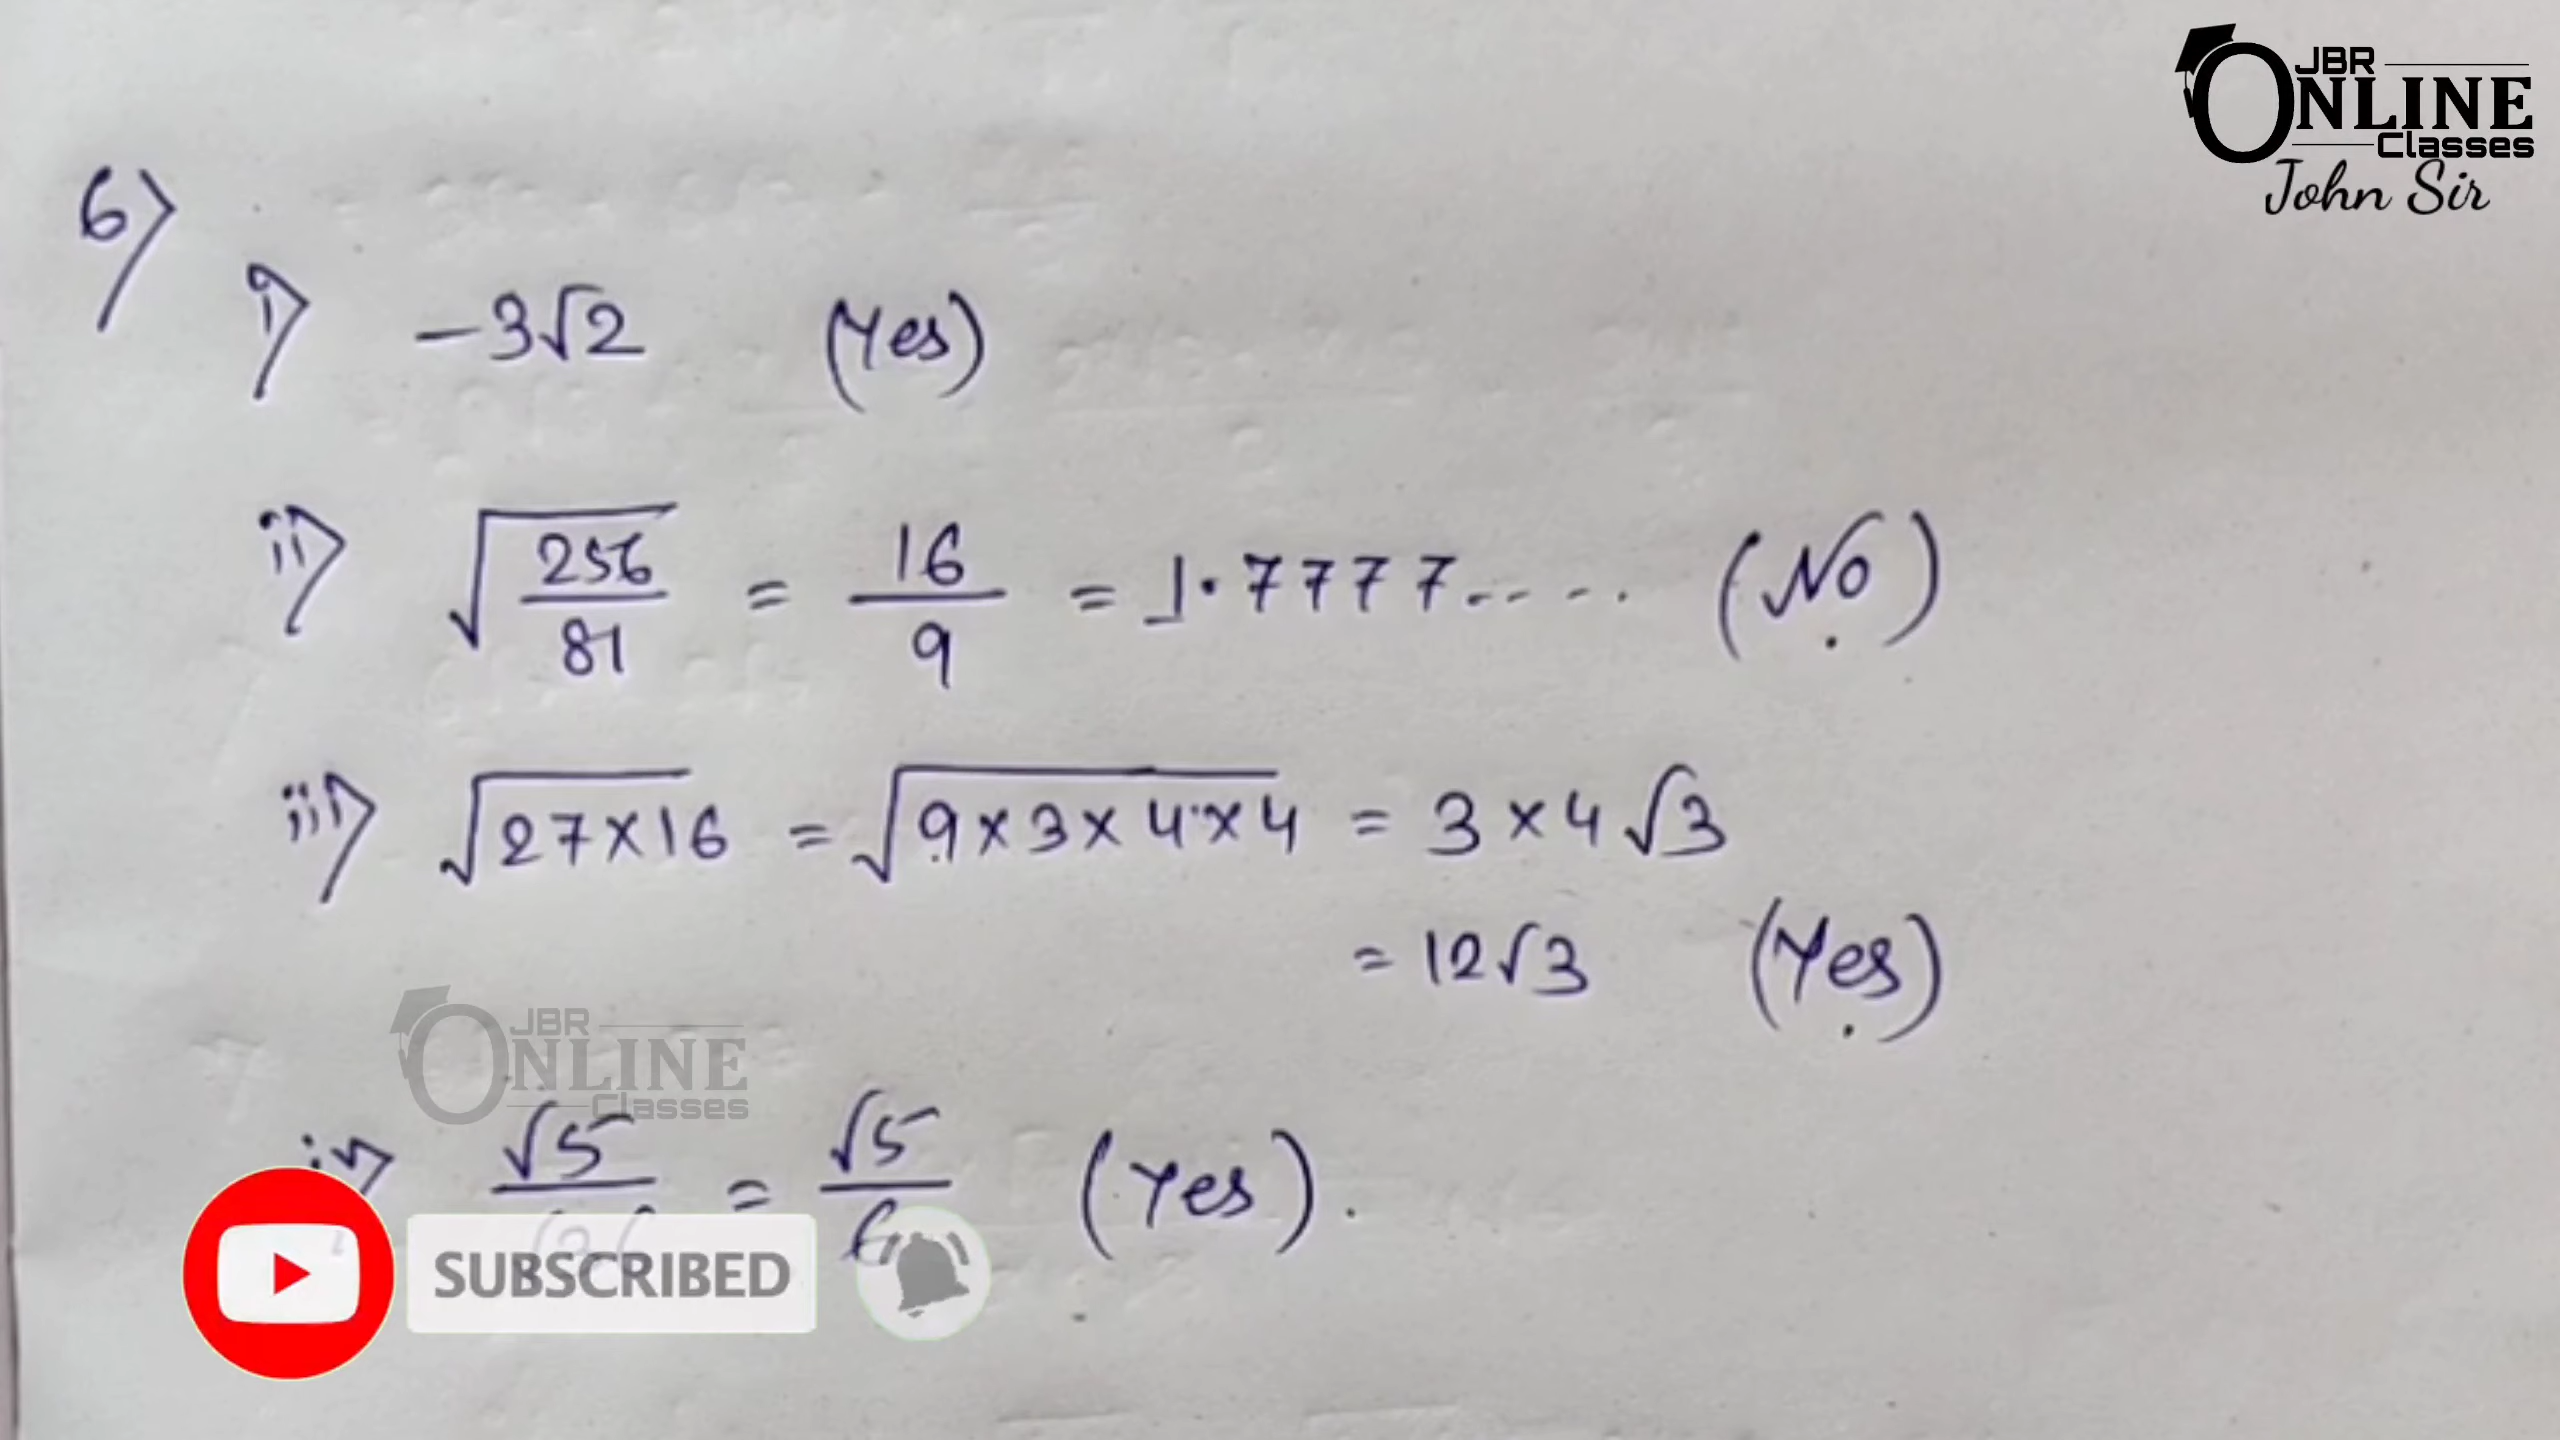 JBR
ONLINE
Classes
John Sir
6)
i) -3√2 (Yes)
ii) √(256/81) = 16/9 = 1.7777.... (No)
iii) √27×16 = √9×3×4×4 = 3×4√3
= 12√3 (Yes)
JBR
ONLINE
Classes
iv) √5/ = √5/6 (Yes).
SUBSCRIBED